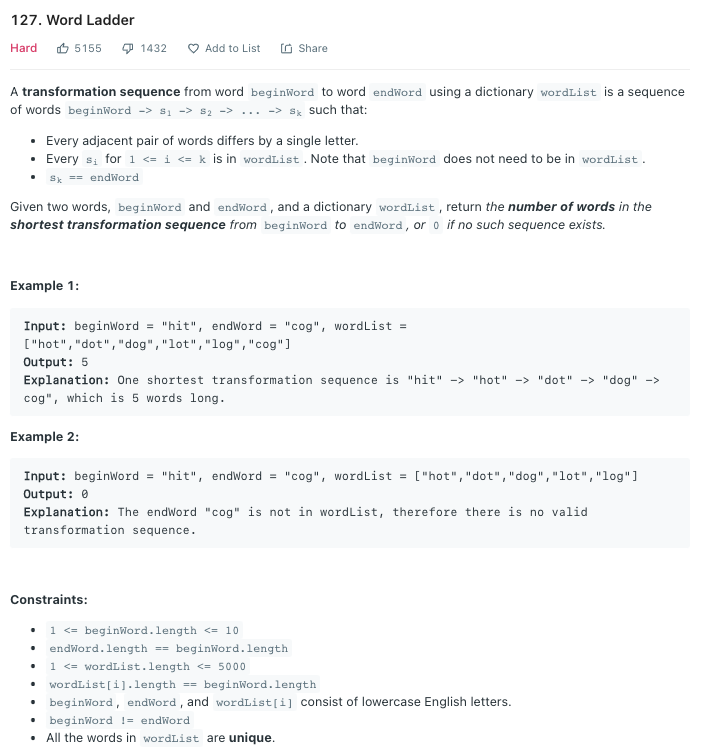 127. Word Ladder
Hard 5155 1432 Add to List Share
A transformation sequence from word beginWord to word endWord using a dictionary wordList is a sequence
of words beginWord -> s1 -> s2 -> ... -> sk such that:
• Every adjacent pair of words differs by a single letter.
• Every si for 1 <= i <= k is in wordList. Note that beginWord does not need to be in wordList.
• sk == endWord
Given two words, beginWord and endWord, and a dictionary wordList, return the number of words in the
shortest transformation sequence from beginWord to endWord, or 0 if no such sequence exists.
Example 1:
Input: beginWord = "hit", endWord = "cog", wordList =
["hot","dot","dog","lot","log","cog"]
Output: 5
Explanation: One shortest transformation sequence is "hit" -> "hot" -> "dot" -> "dog" ->
cog", which is 5 words long.
Example 2:
Input: beginWord = "hit", endWord = "cog", wordList = ["hot","dot","dog","lot","log"]
Output: 0
Explanation: The endWord "cog" is not in wordList, therefore there is no valid
transformation sequence.
Constraints:
• 1 <= beginWord.length <= 10
• endWord.length == beginWord.length
• 1 <= wordList.length <= 5000
• wordList[i].length == beginWord.length
• beginWord, endWord, and wordList[i] consist of lowercase English letters.
• beginWord != endWord
• All the words in wordList are unique.